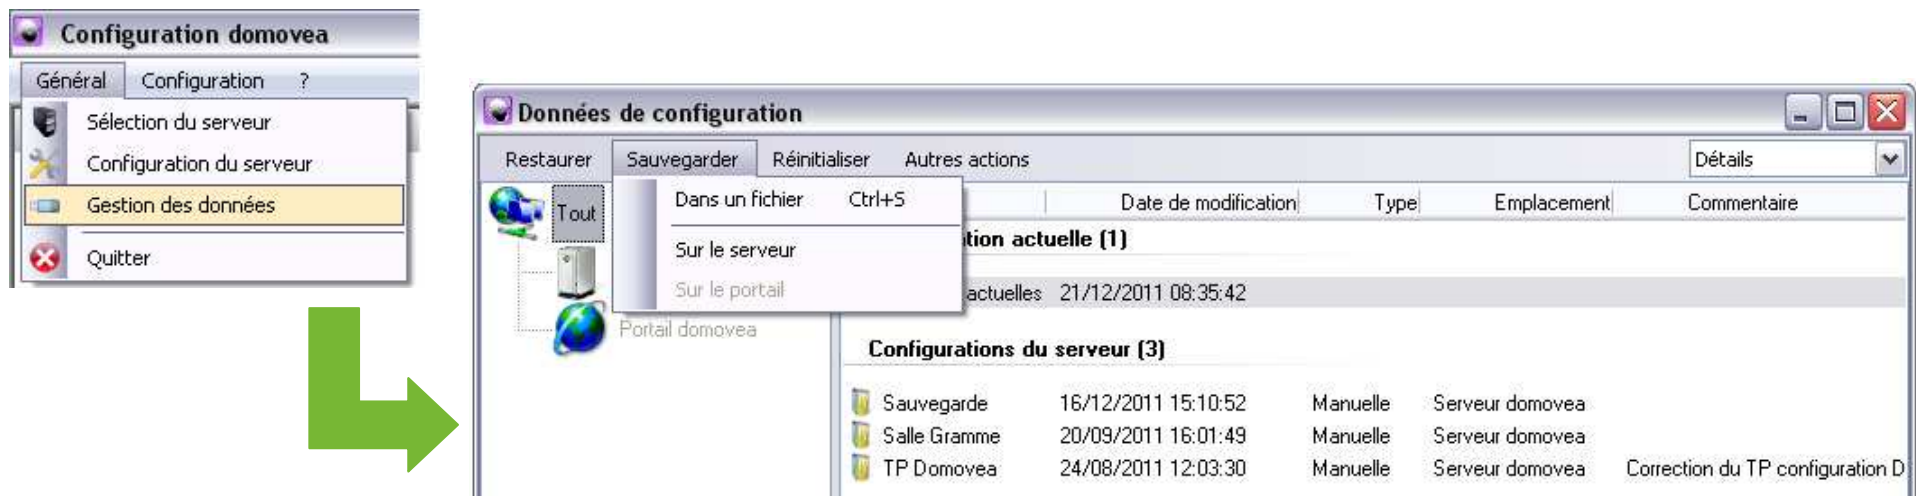 Configuration domovea
Général Configuration ?
Sélection du serveur
Configuration du serveur
Gestion des données
Quitter
Données de configuration
Restaurer Sauvegarder Réinitialiser Autres actions Détails
Tout Dans un fichier Ctrl+S Date de modification Type Emplacement Commentaire
tion actuelle (1)
Sur le serveur
Sur le portail actuelles 21/12/2011 08:35:42
Portail domovea
Configurations du serveur (3)
Sauvegarde 16/12/2011 15:10:52 Manuelle Serveur domovea
Salle Gramme 20/09/2011 16:01:49 Manuelle Serveur domovea
TP Domovea 24/08/2011 12:03:30 Manuelle Serveur domovea Correction du TP configuration D